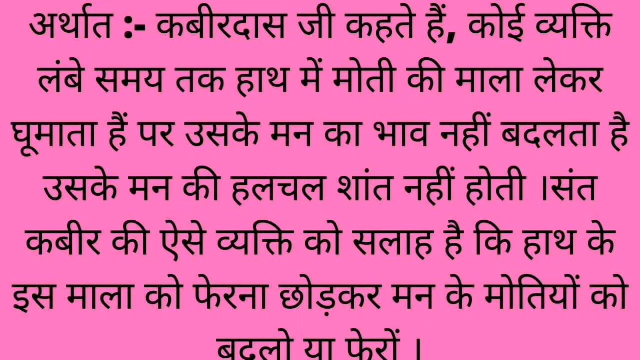 अर्थात :- कबीरदास जी कहते हैं, कोई व्यक्ति
लंबे समय तक हाथ में मोती की माला लेकर
घूमाता हैं पर उसके मन का भाव नहीं बदलता है
उसके मन की हलचल शांत नहीं होती ।संत
कबीर की ऐसे व्यक्ति को सलाह है कि हाथ के
इस माला को फेरना छोड़कर मन के मोतियों को
बदलो या फेरों ।